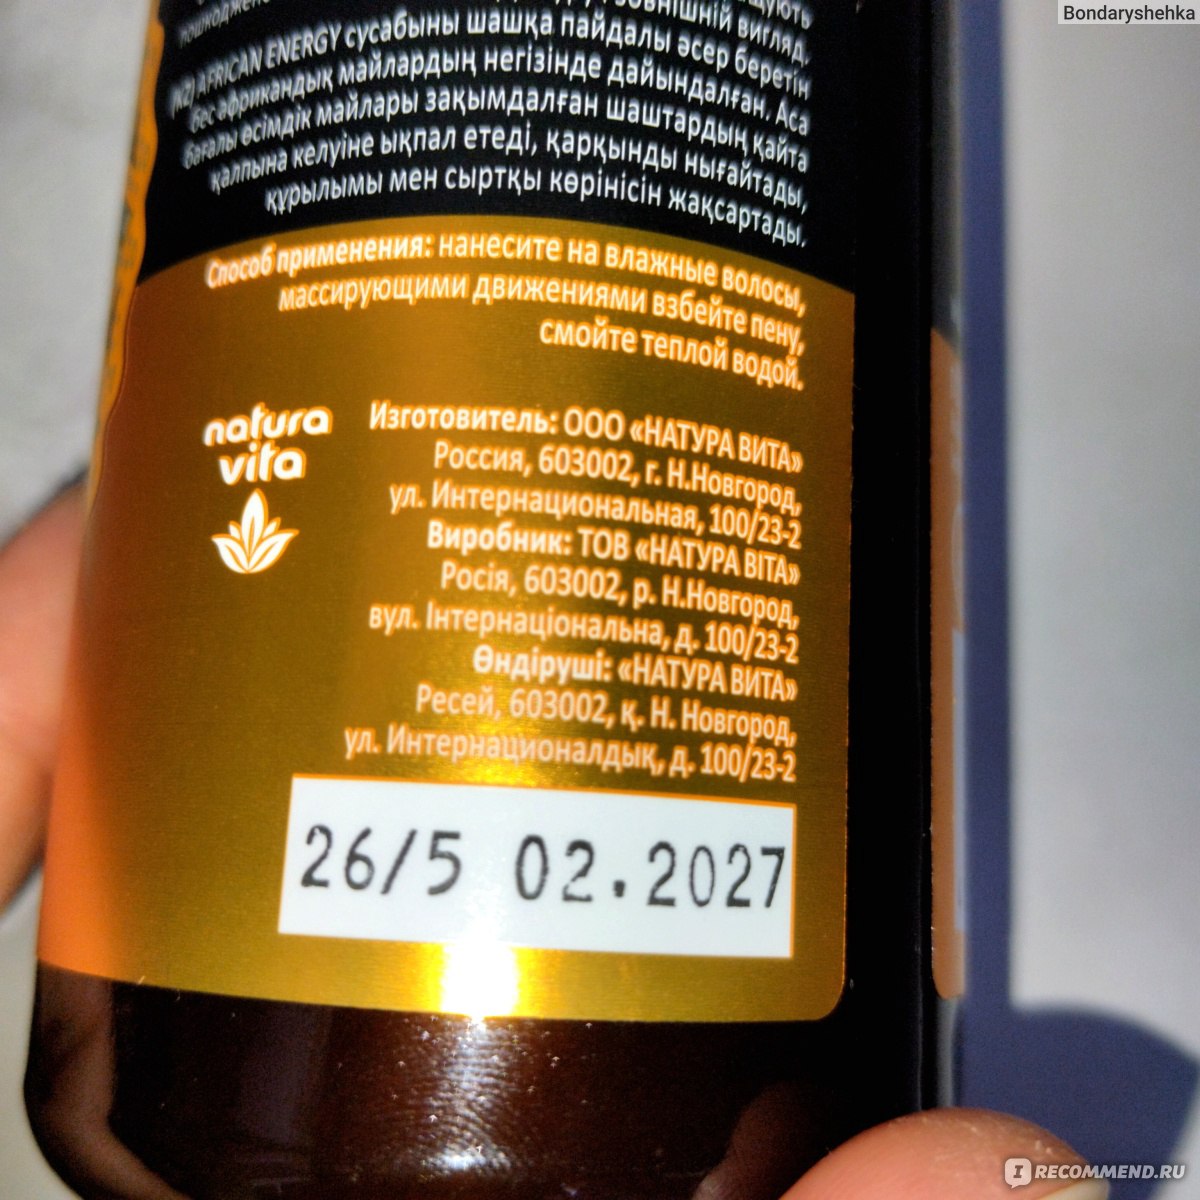 Bondaryshehka
зовнішній вигляд.
(KZ) AFRICAN ENERGY сусабыны шашқа пайдалы әсер беретін
бес африкандық майлардың негізінде дайындалған. Аса
бағалы өсімдік майлары зақымдалған шаштардың қайта
қалпына келуіне ықпал етеді, қарқынды нығайтады,
құрылымы мен сыртқы көрінісін жақсартады.
Способ применения: нанесите на влажные волосы,
массирующими движениями взбейте пену,
смойте теплой водой.
natura
vita
Изготовитель: ООО «НАТУРА ВИТА»
Россия, 603002, г. Н.Новгород,
ул. Интернациональная, 100/23-2
Виробник: ТОВ «НАТУРА ВІТА»
Росія, 603002, р. Н.Новгород,
вул. Інтернаціональна, д. 100/23-2
Өндіруші: «НАТУРА ВИТА»
Ресей, 603002, қ. Н. Новгород,
ул. Интернационалдық, д. 100/23-2
26/5 02.2027
I RECOMMEND.RU